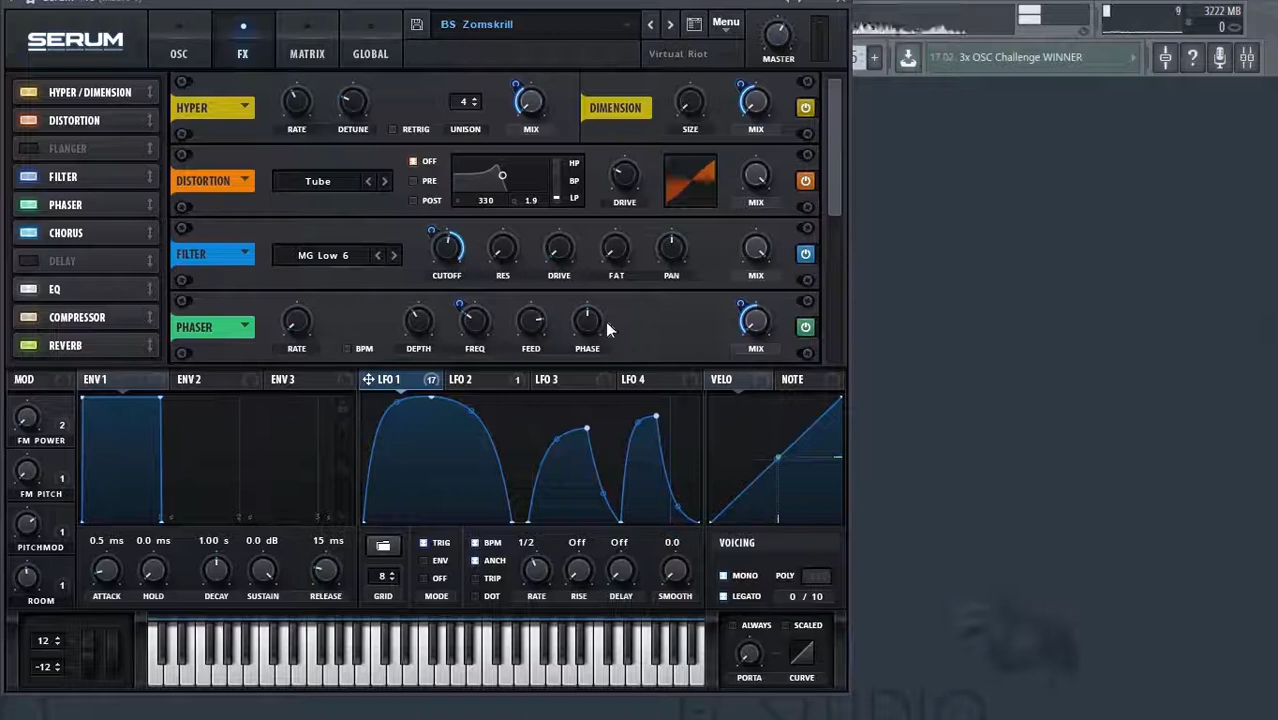 SERUM
OSC
FX
MATRIX
GLOBAL
BS Zomskrill
Menu
Virtual Riot
MASTER
9
3222 MB
0
17.02 3x OSC Challenge WINNER
HYPER / DIMENSION
DISTORTION
FLANGER
FILTER
PHASER
CHORUS
DELAY
EQ
COMPRESSOR
REVERB
HYPER
RATE
DETUNE
RETRIG
4
UNISON
MIX
DIMENSION
SIZE
MIX
DISTORTION
Tube
OFF
PRE
POST
330
1.9
HP
BP
LP
DRIVE
MIX
FILTER
MG Low 6
CUTOFF
RES
DRIVE
FAT
PAN
MIX
PHASER
RATE
BPM
DEPTH
FREQ
FEED
PHASE
MIX
MOD
ENV 1
ENV 2
ENV 3
LFO 1
17
LFO 2
1
LFO 3
LFO 4
VELO
NOTE
2
FM POWER
1
FM PITCH
1
PITCHMOD
1
ROOM
0.5 ms
0.0 ms
1.00 s
0.0 dB
15 ms
ATTACK
HOLD
DECAY
SUSTAIN
RELEASE
8
GRID
TRIG
ENV
OFF
MODE
BPM
ANCH
TRIP
DOT
1/2
Off
Off
0.0
RATE
RISE
DELAY
SMOOTH
VOICING
MONO
POLY
LEGATO
0 / 10
12
-12
ALWAYS
SCALED
PORTA
CURVE